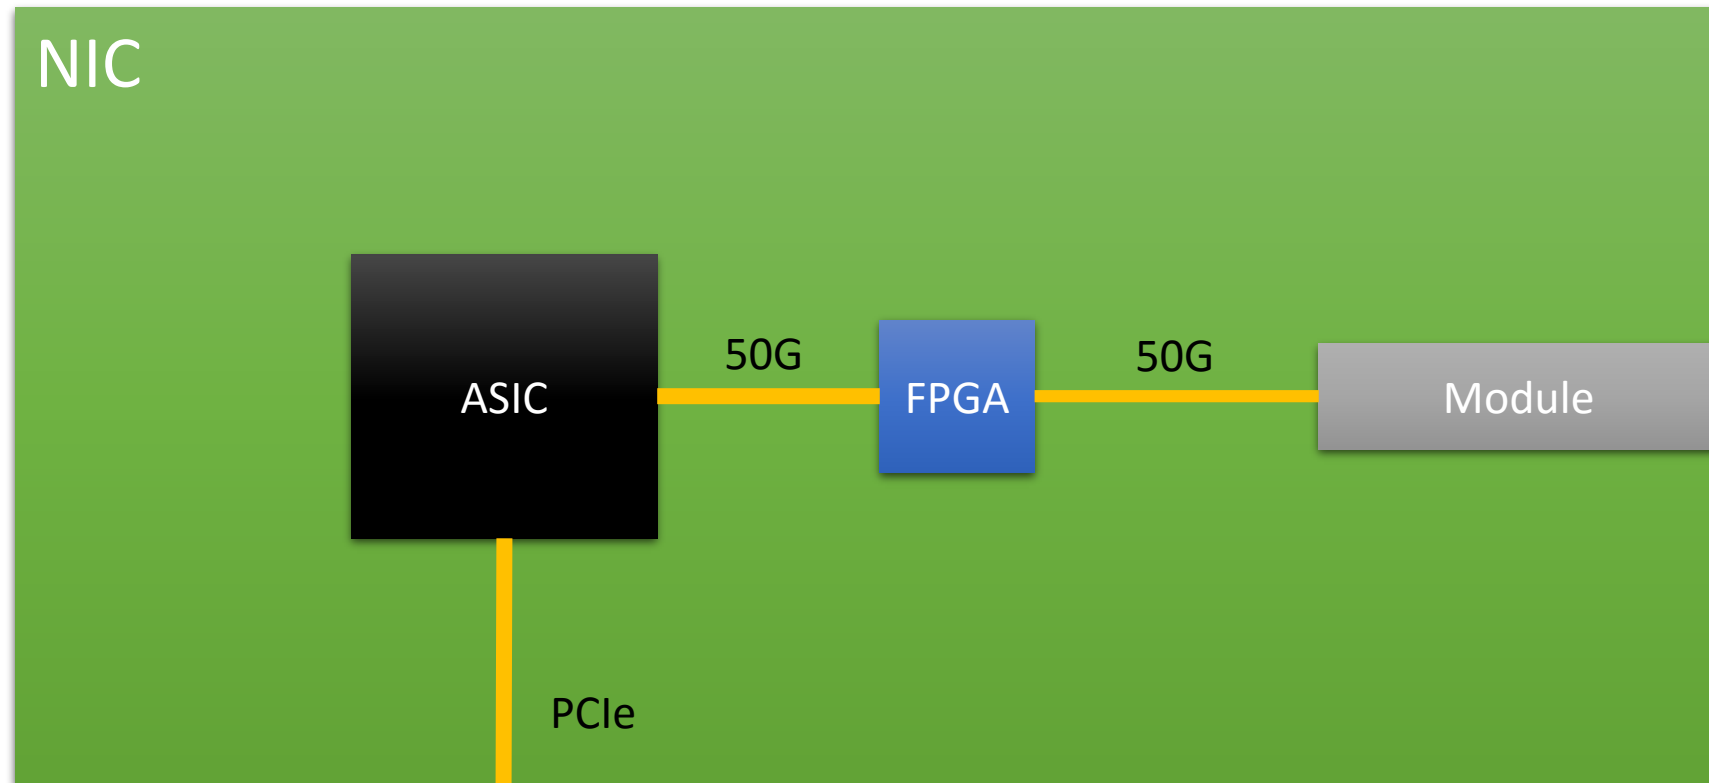 NIC
50G
50G
ASIC
FPGA
Module
PCIe